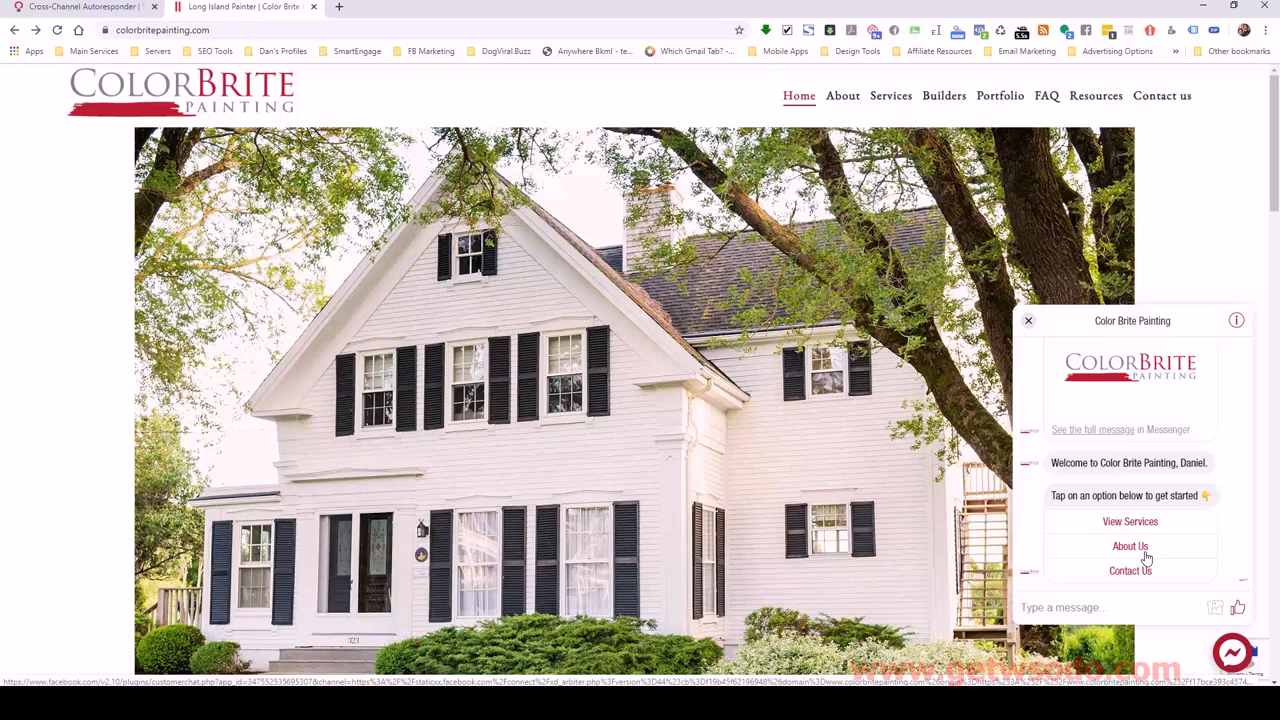 Cross-Channel Autoresponder |
Long Island Painter | Color Brite
colorbritepainting.com
Apps
Main Services
Servers
SEO Tools
Dan's Profiles
SmartEngage
FB Marketing
DogViral.Buzz
Anywhere Bkml - te...
Which Gmail Tab? -...
Mobile Apps
Design Tools
Affiliate Resources
Email Marketing
Advertising Options
»
Other bookmarks
COLORBRITE
PAINTING
Home
About
Services
Builders
Portfolio
FAQ
Resources
Contact us
323
Color Brite Painting
COLORBRITE
PAINTING
See the full message in Messenger
Welcome to Color Brite Painting, Daniel.
Tap on an option below to get started 👇
View Services
About Us
Contact Us
Type a message...
www.getwsodo.com